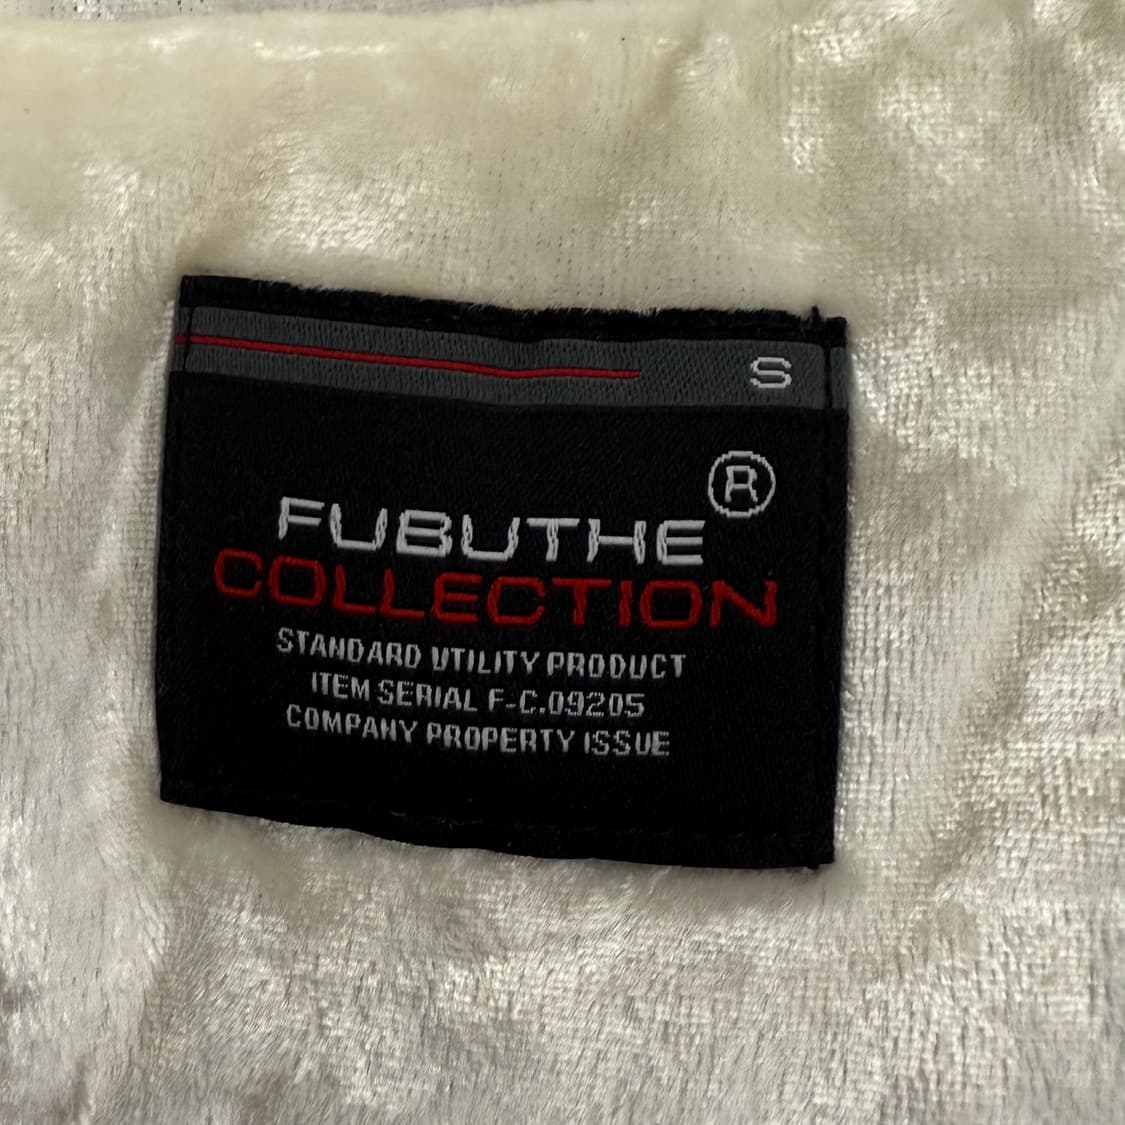 S
®
FUBUTHE
COLLECTION
STANDARD UTILITY PRODUCT
ITEM SERIAL F-C.09205
COMPANY PROPERTY ISSUE